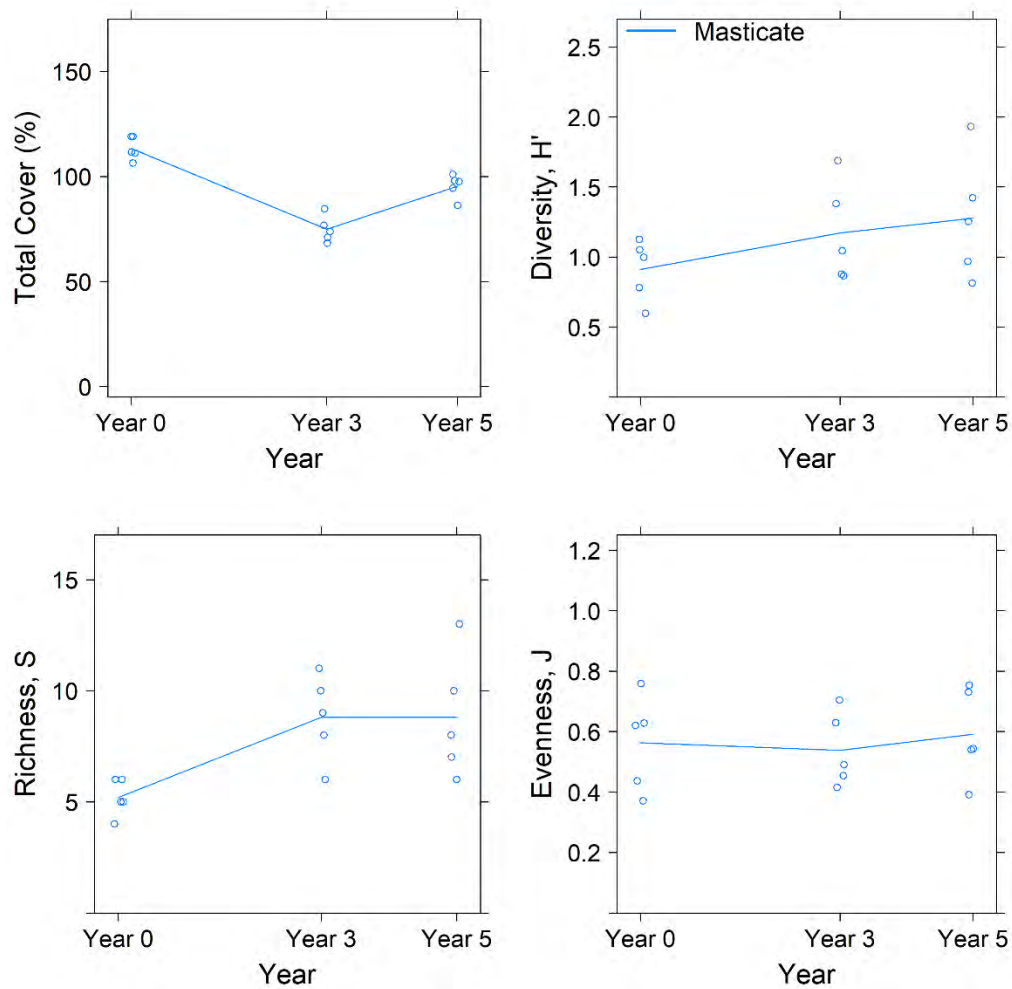 Total Cover (%)
150
100
50
0
Year 0 Year 3 Year 5
Year
Masticate
Diversity, H'
2.5
2.0
1.5
1.0
0.5
Year 0 Year 3 Year 5
Year
Richness, S
15
10
5
Year 0 Year 3 Year 5
Year
Evenness, J
1.2
1.0
0.8
0.6
0.4
0.2
Year 0 Year 3 Year 5
Year